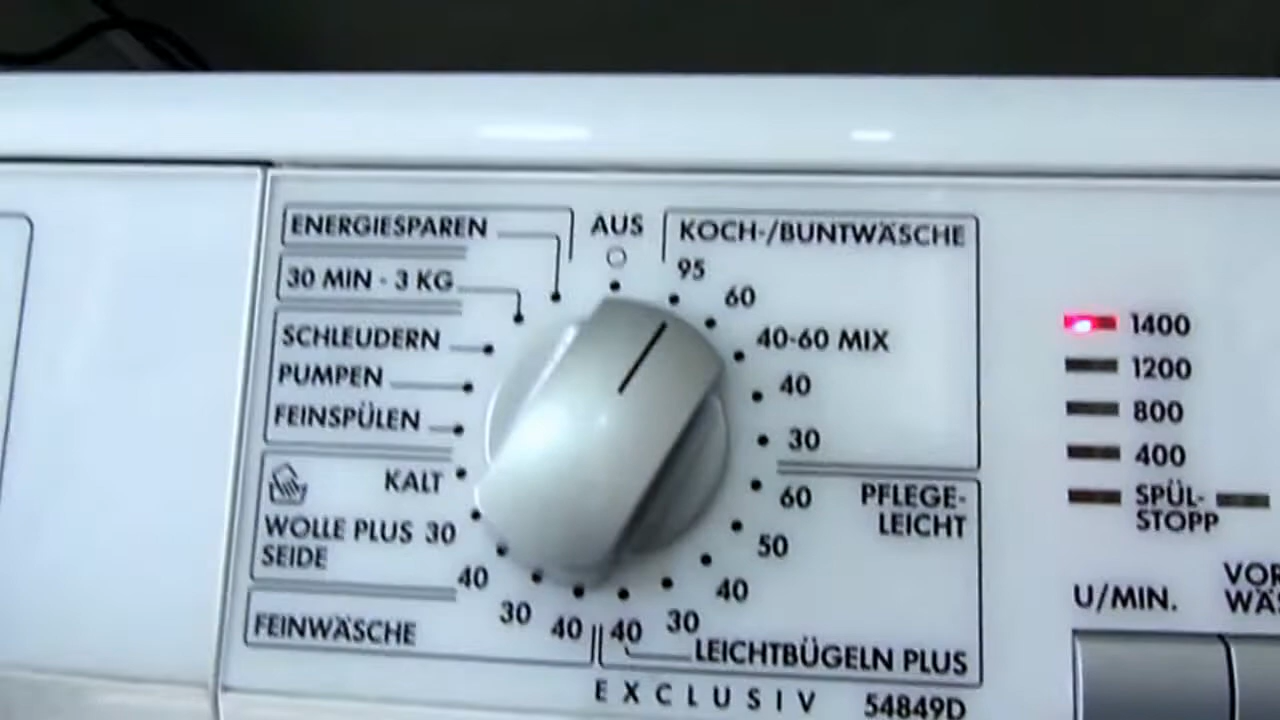 ENERGIESPAREN
30 MIN - 3 KG
SCHLEUDERN
PUMPEN
FEINSPÜLEN
KALT
WOLLE PLUS 30
SEIDE
40
FEINWÄSCHE
30
40
AUS
KOCH-/BUNTWÄSCHE
95
60
40-60 MIX
40
30
60
PFLEGE-
LEICHT
50
40
30
40
LEICHTBÜGELN PLUS
EXCLUSIV 54849D
1400
1200
800
400
SPÜL-
STOPP
U/MIN.